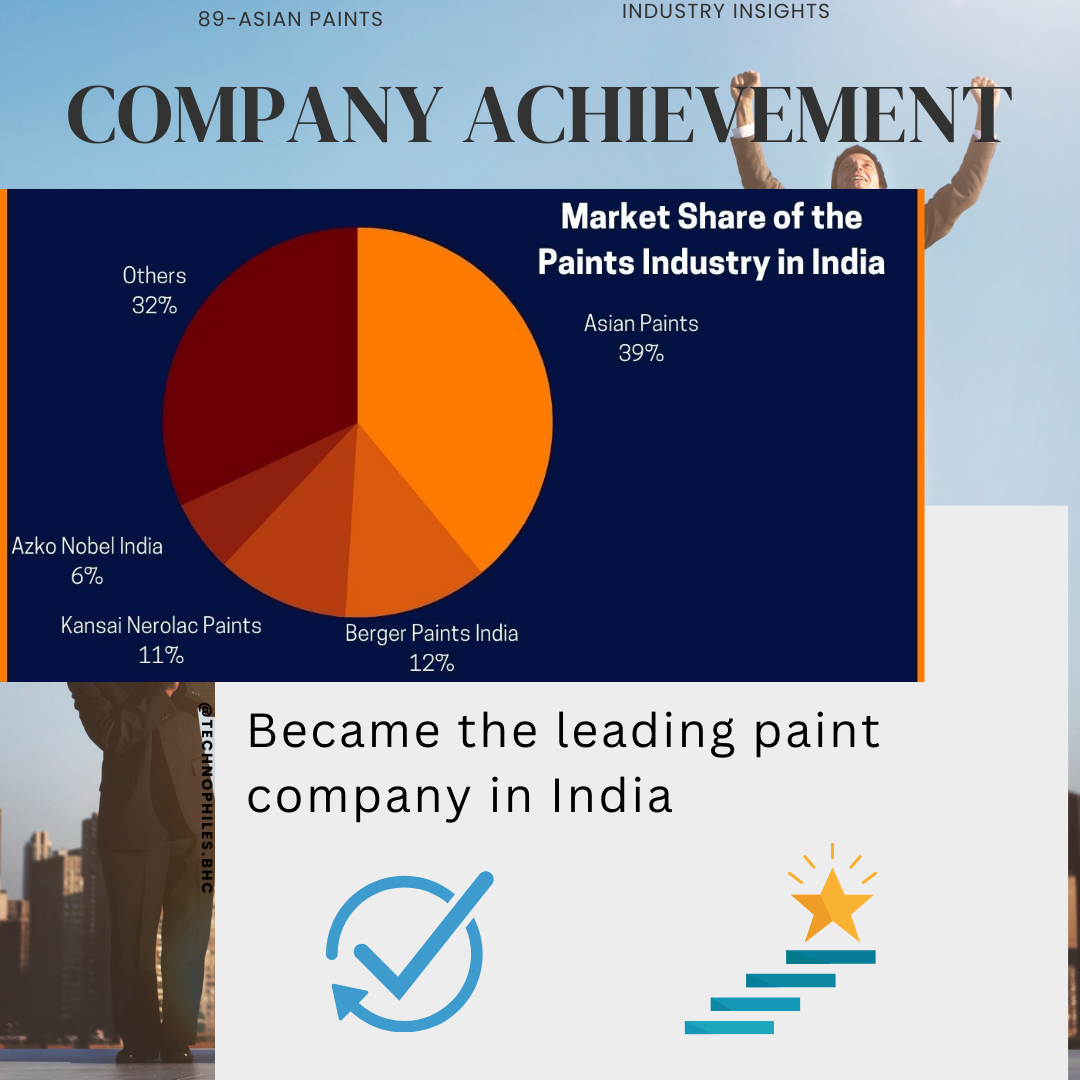 89-ASIAN PAINTS
INDUSTRY INSIGHTS
COMPANY ACHIEVEMENT
Market Share of the
Paints Industry in India
Others
32%
Asian Paints
39%
Azko Nobel India
6%
Kansai Nerolac Paints
11%
Berger Paints India
12%
@TECHNOPHILES.BHC
Became the leading paint
company in India